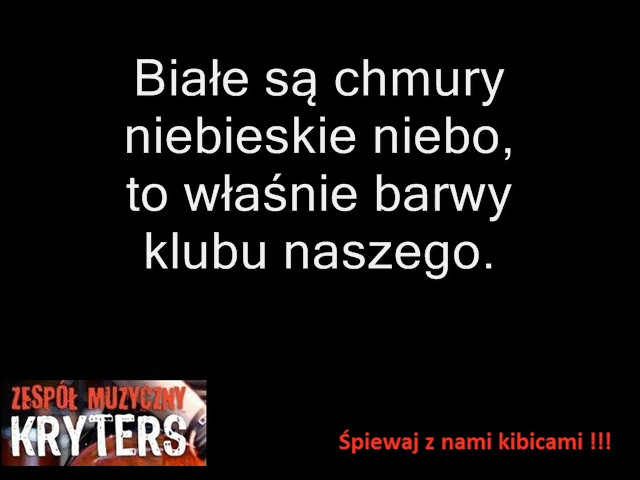 Białe są chmury
niebieskie niebo,
to właśnie barwy
klubu naszego.
ZESPÓŁ MUZYCZNY
KRYTERS
Śpiewaj z nami kibicami !!!